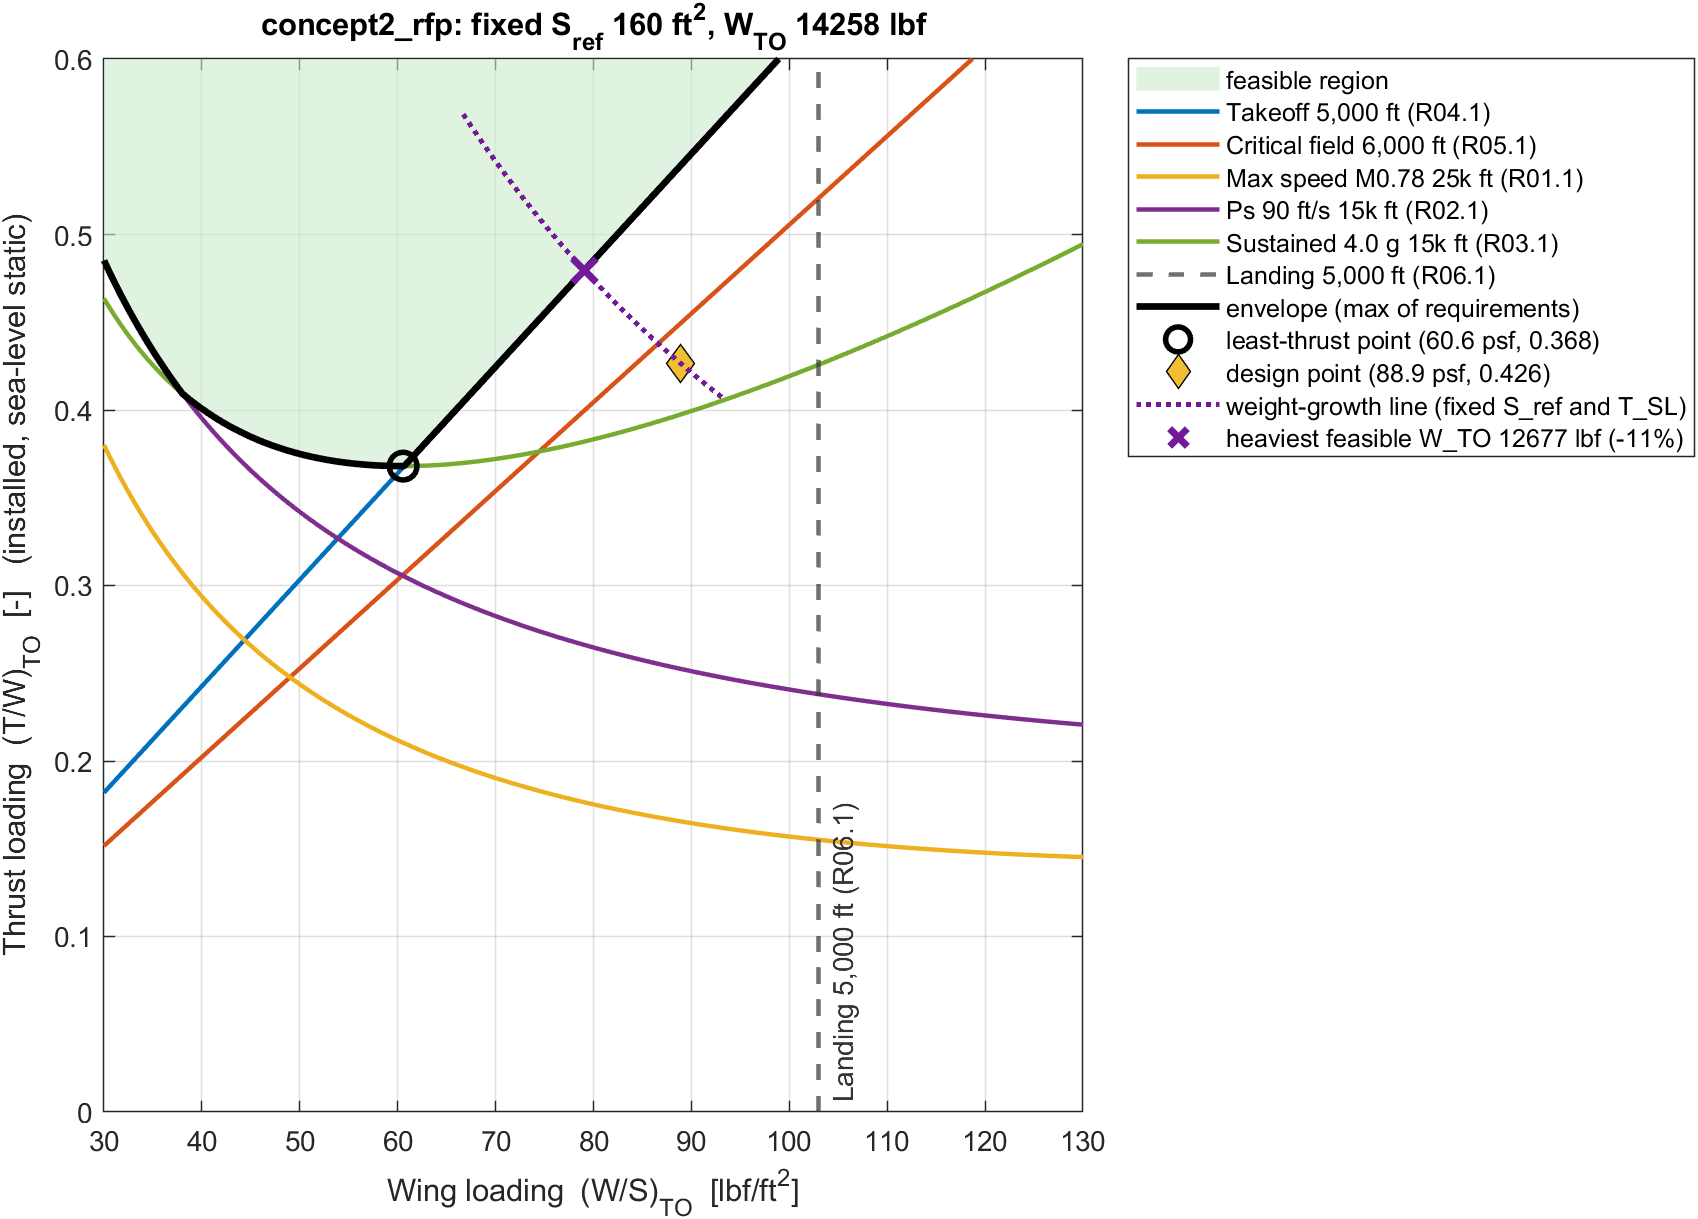 concept2_rfp: fixed S_ref 160 ft², W_TO 14258 lbf
Thrust loading (T/W)_TO [-] (installed, sea-level static)
0.6
0.5
0.4
0.3
0.2
0.1
0
30 40 50 60 70 80 90 100 110 120 130
Wing loading (W/S)_TO [lbf/ft²]
Landing 5,000 ft (R06.1)
feasible region
Takeoff 5,000 ft (R04.1)
Critical field 6,000 ft (R05.1)
Max speed M0.78 25k ft (R01.1)
Ps 90 ft/s 15k ft (R02.1)
Sustained 4.0 g 15k ft (R03.1)
Landing 5,000 ft (R06.1)
envelope (max of requirements)
least-thrust point (60.6 psf, 0.368)
design point (88.9 psf, 0.426)
weight-growth line (fixed S_ref and T_SL)
heaviest feasible W_TO 12677 lbf (-11%)